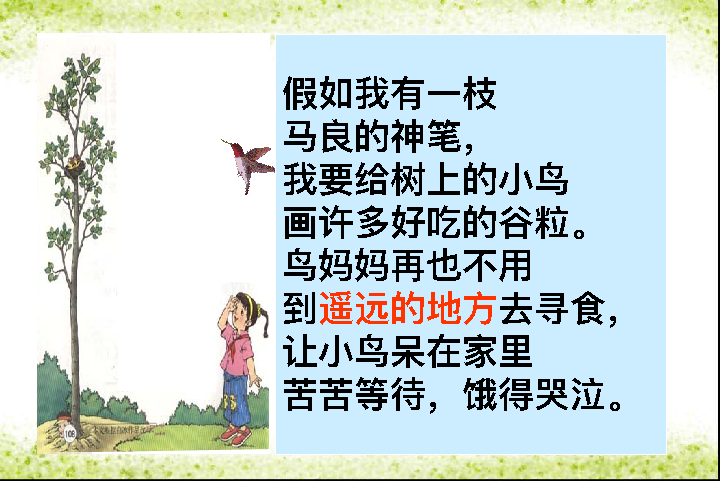 假如我有一枝
马良的神笔，
我要给树上的小鸟
画许多好吃的谷粒。
鸟妈妈再也不用
到遥远的地方去寻食，
让小鸟呆在家里
苦苦等待，饿得哭泣。
108